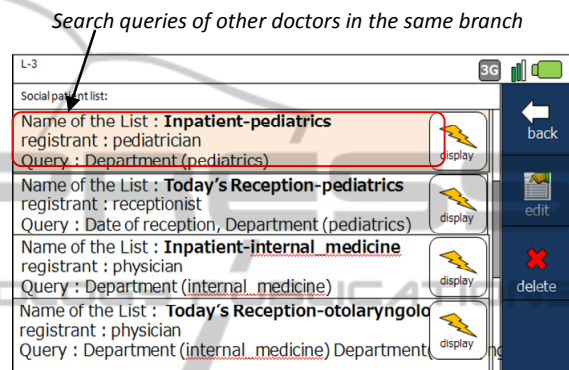 Search queries of other doctors in the same branch
L-3
3G
Social patient list:
Name of the List : Inpatient-pediatrics
registrant : pediatrician
Query : Department (pediatrics)
display
back
Name of the List : Today's Reception-pediatrics
registrant : receptionist
Query : Date of reception, Department (pediatrics)
display
edit
Name of the List : Inpatient-internal_medicine
registrant : physician
Query : Department (internal_medicine)
display
delete
Name of the List : Today's Reception-otolaryngolo
registrant : physician
Query : Department (internal_medicine) Department(
display